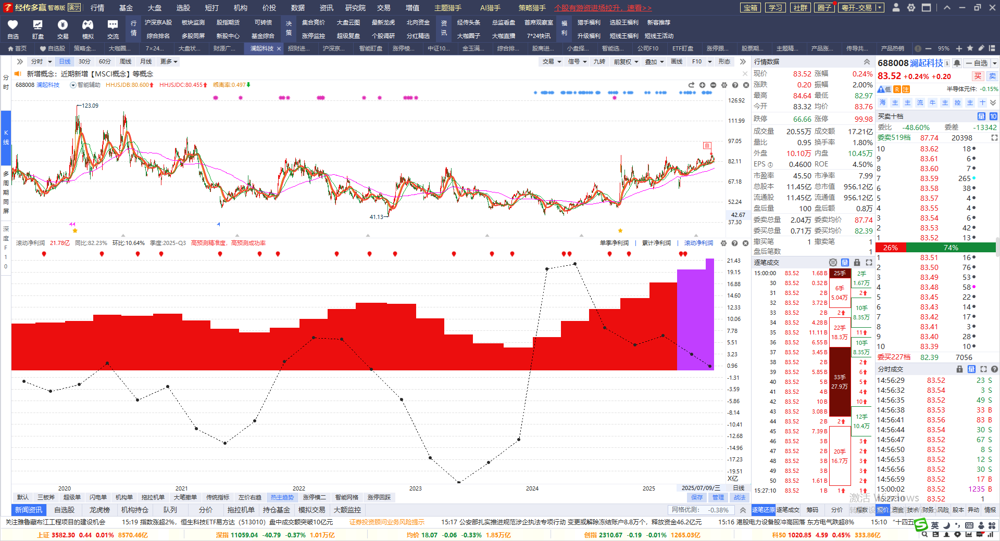 经传多赢 智尊版 演示 行情 基金 大盘 选股 短打 机构 价投 数据 资讯 研究院 交易 增值 主题猎手 AI猎手 策略猎手 个股有游资进场拉升，速看>> 宝箱 学习 社群 圈子 粤开-交易
自选 盯盘 交易 模拟 交流 行情 沪深京A股 板块监测 股指期货 可转债 决策 集合竞价 大盘云图 最新龙虎 北向资金 资讯 经传头条 总监看盘 首席观察室 福利 猎手福利 选股王福利 新客推荐
综合排名 多股同屏 新股中心 基金综合 涨停监控 超级复盘 个股调研 分红精选 大咖圈子 大咖直播 7*24快讯 升级福利 短线王福利 短线王活动
首页 自选股 策略全... 大咖圈... 7×24... 大盘状... 财源广... 澜起科技 招财进... 沪深京... 智能盯盘 涨停棱... 中证10... 金玉满... 综合排... 股商进... 小盘择... 智能选... 公司F10 ETF盯盘 涨停跟... 股票期... 主题精... 产品涨... 传导共... 产品热销 95%
分时 日线 30分 60分 周线 月线 更多 交易 信号 九转 前复权 叠加 画线 F10 形态
新增概念：近期新增【MSCI概念】等概念
688008 澜起科技 智能辅助 HHJSJDB:80.600 HHJSJDC:80.455 乖离率:0.497
分时
K线
多周期同屏
深度F10
123.09
41.13
126.92
111.99
97.05
82.11
67.18
52.24
42.67
37.30
滚动净利润 21.78亿 同比:82.23% 环比:10.64% 季度:2025-Q3 高预测精准度，高预测成功率 单季净利润 | 累计净利润 | 滚动净利润
21.43
19.15
16.88
14.60
12.33
10.06
7.78
5.51
3.23
0.96
-1.31
-3.59
-5.86
-8.14
-10.41
-12.68
-14.96
-17.23
-19.51
X亿
2020 2021 2022 2023 2024 2025 2025/07/09/三 日线
默认 三板斧 超级单 闪电单 机构单 拖拉机单 大笔撤单 传统指标 左价右趋 热主趋势 涨停横二 智能网格 涨停回踩 保存 管理 战法
新闻资讯 自选股 龙虎榜 机构持仓 队列 分价 拖拉机单 持仓基金 模拟交易 大额监控 网格优测: -0.38%
行情数据
现价 83.52 涨幅 0.24%
涨跌 0.20 振幅 2.00%
最高 84.64 最低 82.97
今开 83.32 均价 83.76
跌停 66.66 涨停 99.98
成交量 20.55万 成交额 17.21亿
量比 0.95 换手率 1.80%
外盘 10.10万 内盘 10.45万
EPS 0.4600 ROE 4.50%
市盈率 45.50 市净率 7.99
总股本 11.45亿 总市值 956.12亿
流通股 11.45亿 流通值 956.12亿
盘后量 100 盘后额 0.8万
委卖总量 2.04万 委卖均价 87.74
委买总量 0.71万 委买均价 82.39
撤买笔 1 撤卖笔 1
盘后笔数 1
逐笔成交 量
15:00:00 83.52 1.68 B
30 83.52 0.32 B
31 83.52 2 B
32 83.52 3.72 B
33 83.52 2 B
34 83.52 4.28 B
35 83.52 11.11 B
36 83.52 6.55 B
37 83.52 3.45 B
38 83.52 2 B
39 83.52 5.85 B
40 83.52 5 B
41 83.52 4 B
42 83.52 10 B
43 83.52 3.08 B
44 83.52 2 B
45 83.52 7.39 B
46 83.52 3 B
47 83.52 2 B
48 83.52 3 B
49 83.52 3 B
50 83.52 1.61 B
15:27:10 83.52 1 B
25手
6手
5.04万
2
22手
18.3万
33手
27.9万
2
20手
16.7万
1
2手
1.67万
2
10手
8.35万
11
10手
8.35万
2
6
5
4
10
12手
10.4万
3
2
3
3
2
1
逐笔还原 逐笔成交 筹码 分价 指数
688008 澜起科技 自选
83.52 +0.24% +0.20 买 卖
低 R 注 半导体元件: -0.15%
海 主 主 流 牛 主 控 主 十
买卖十档 量 10
委比 -48.60% 委差 -13342
委卖519档 87.74 20398
10 83.62 18
9 83.61 6
8 83.60 7
7 83.59 265
6 83.58 38
5 83.57 4
4 83.55 4
3 83.54 6
2 83.53 42
1 83.52 13
26% 74%
1 83.51 16
2 83.50 76
3 83.49 53
4 83.48 58
5 83.45 22
6 83.43 14
7 83.42 17
8 83.41 3
9 83.40 28
10 83.39 10
委买227档 82.39 7056
分时成交 量
14:56:29 83.52 23 S
14:56:32 83.54 3 S
14:56:35 83.52 49 S
14:56:38 83.53 33 B
14:56:41 83.56 83 B
14:56:44 83.54 30 S
14:56:47 83.52 67 S
14:56:50 83.52 8 S
14:56:53 83.52 12 S
14:56:56 83.52 30 S
14:56:59 83.52 17 B
15:00:02 83.52 1235 B
15:27:10 83.52 1
激活 Windows
报价 资金 财务 风险 股本 异动 情报
关注雅鲁藏布江工程项目的建设机会 15:19 指数涨超2%，恒生科技ETF易方达（513010）盘中成交额突破10亿元 证券投资顾问业务风险提示 15:17 公安部扎实推进规范涉企执法专项行动 变更或解除冻结账户8.8万个，释放资金46.2亿元 15:16 港股电力设备股冲高回落 东方电气跌超8% 15:10 “十四五
上证 3582.30 0.44 0.01% 8570.46亿 深指 11059.04 -40.79 -0.37% 1.01万亿 均价 18.07 -0.06 -0.33% 1.85万亿 创指 2310.67 -0.19 -0.01% 1265.03亿 科50 1020.85 4.59 0.45% 333.86亿
英